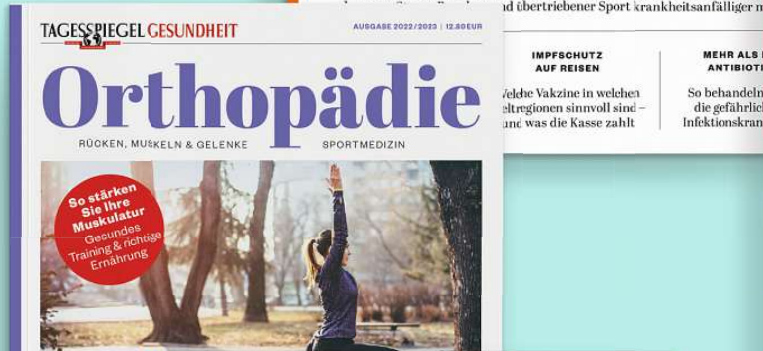 TAGESSPIEGEL GESUNDHEIT
AUSGABE 2022/2023 | 12.80 EUR
Orthopädie
RÜCKEN, MUSKELN & GELENKE
SPORTMEDIZIN
So stärken
Sie Ihre
Muskulatur
Gesundes
Training & richtige
Ernährung
übertriebener Sport krankheitsanfälliger
IMPFSCHUTZ
AUF REISEN
Welche Vakzine in welchen
eltregionen sinnvoll sind –
und was die Kasse zahlt
MEHR ALS
ANTIBIOTI
So behandeln
die gefährlic
Infektionskran